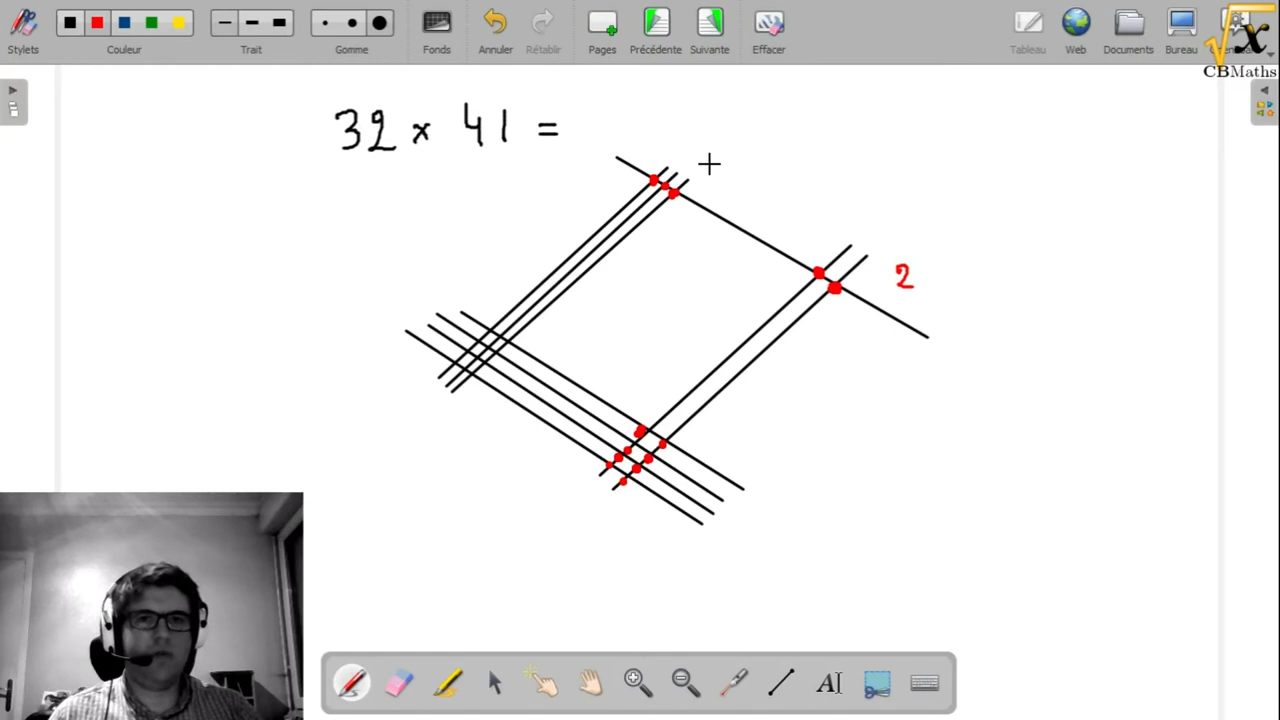 Stylets Couleur Trait Gomme Fonds Annuler Rétablir Pages Précédente Suivante Effacer Tableau Web Documents Bureau
√x
CBMaths
32 × 41 =
2
AI